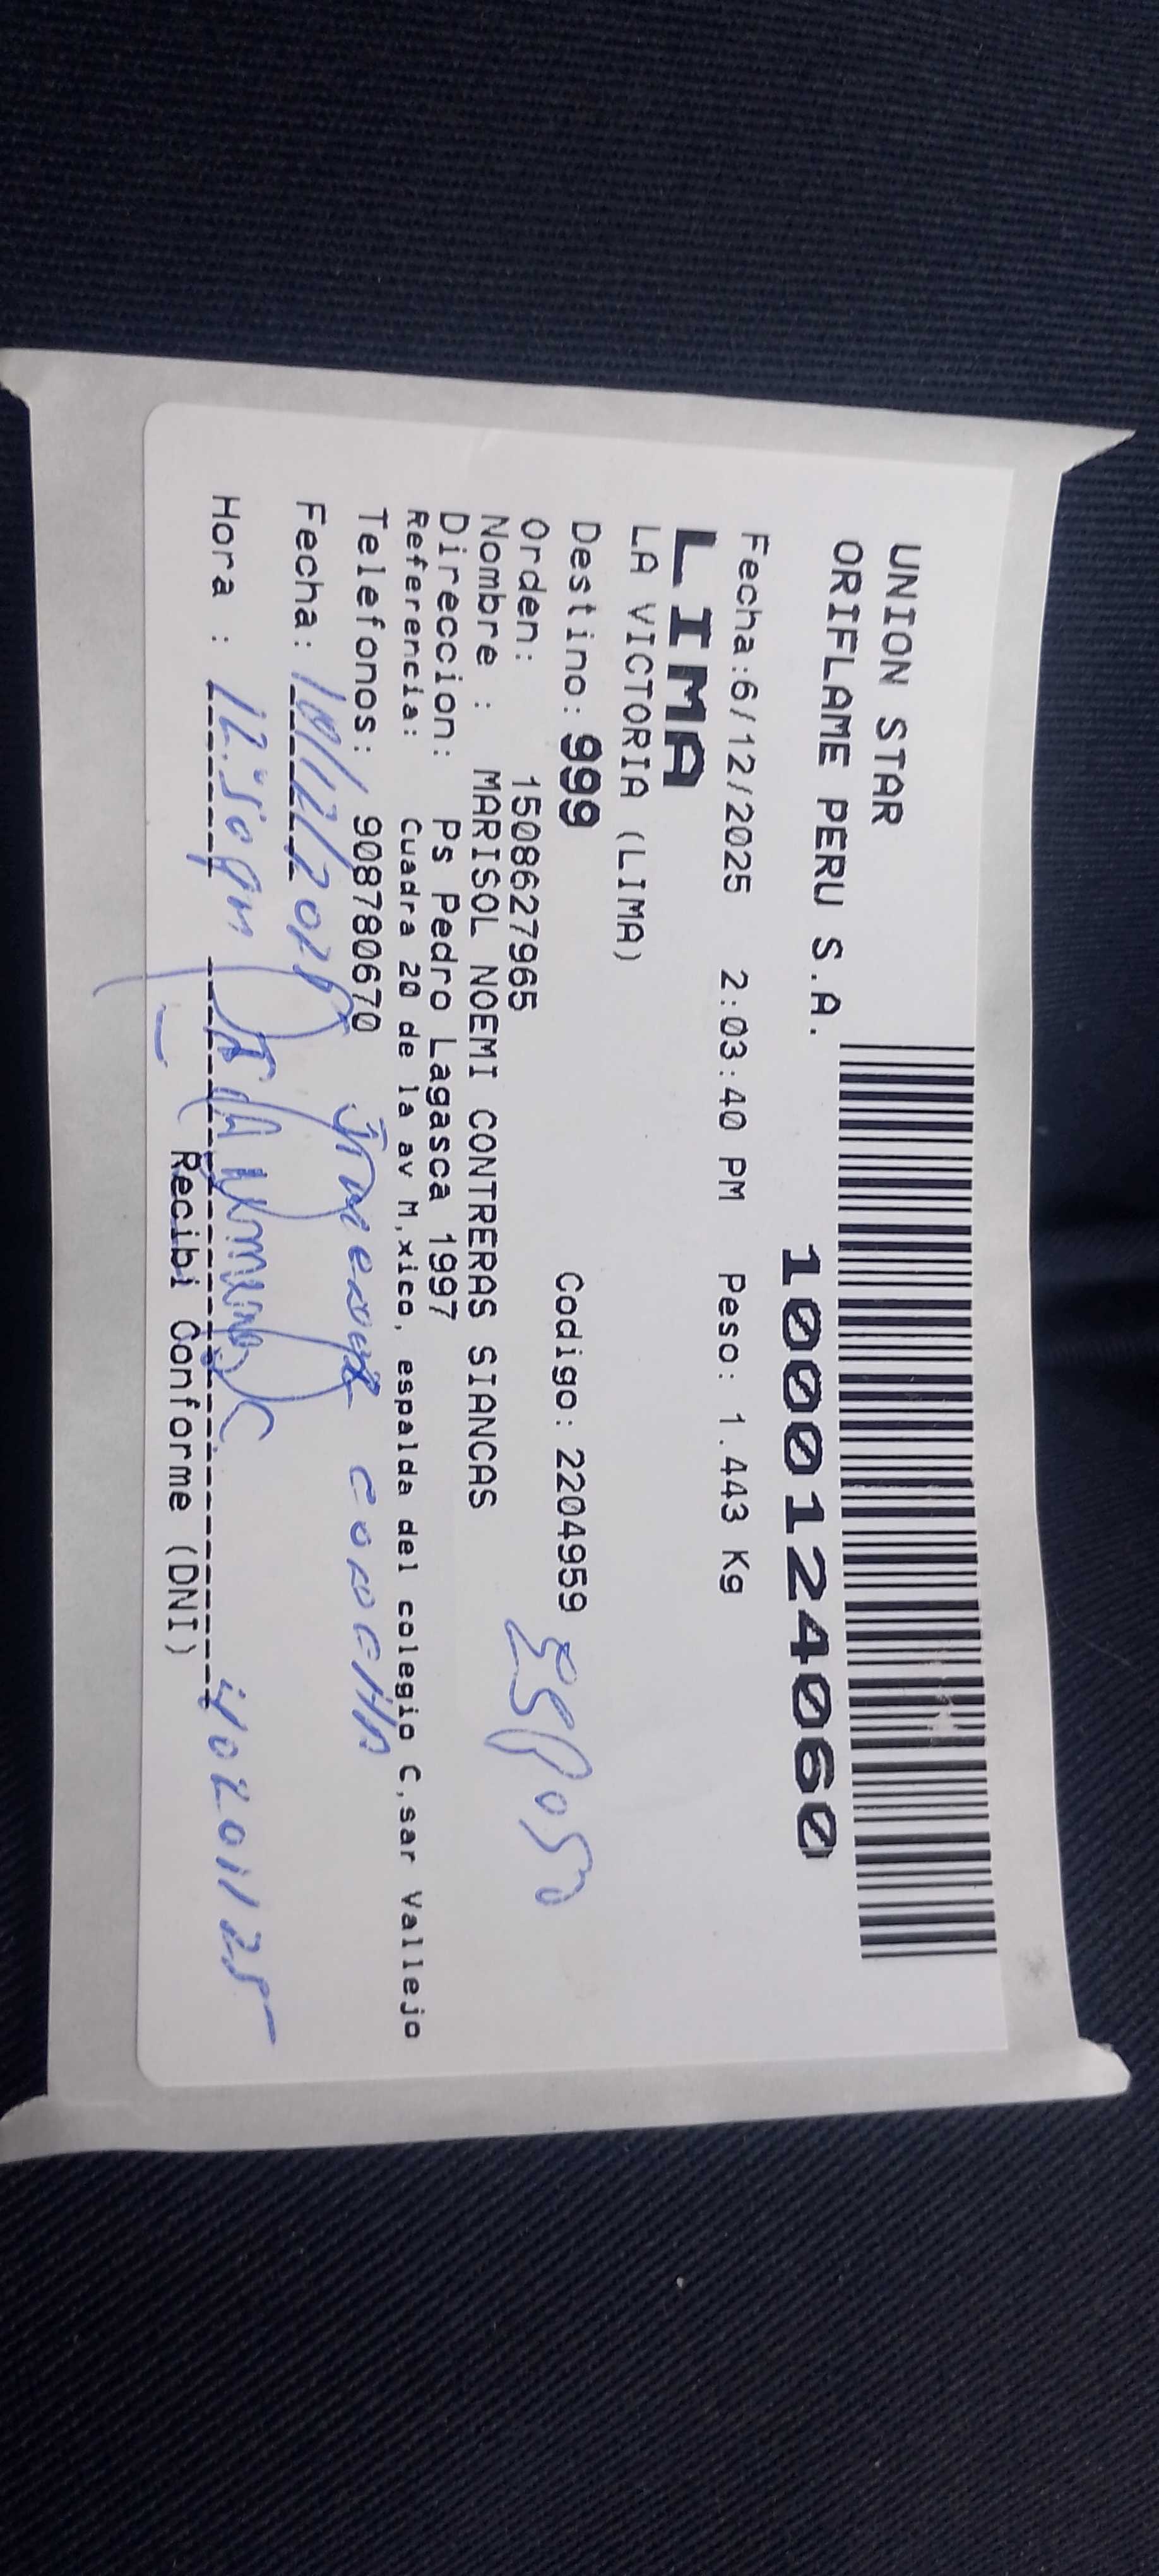 UNION STAR
ORIFLAME PERU S.A.
1000124060
Fecha:6/12/2025 2:03:40 PM Peso: 1.443 Kg
LIMA
LA VICTORIA (LIMA)
Destino: 999 Codigo: 2204959
Orden: 1508627965 Esposo
Nombre : MARISOL NOEMI CONTRERAS SIANCAS
Direccion: Ps Pedro Lagasca 1997
Referencia: Cuadra 20 de la av M,xico, espalda del colegio C,sar Vallejo
Telefonos: 908780670
Fecha:
Hora : 40201125
Recibi Conforme (DNI)